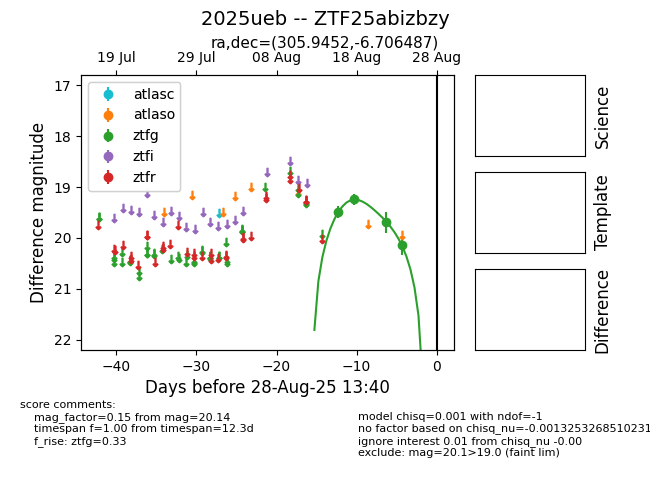 2025ueb -- ZTF25abizbzy
ra,dec=(305.9452,-6.706487)
19 Jul 29 Jul 08 Aug 18 Aug 28 Aug
atlasc
atlaso
ztfg
ztfi
ztfr
17
18
19
20
21
22
Difference magnitude
−40 −30 −20 −10 0
Days before 28-Aug-25 13:40
Science
Template
Difference
score comments:
mag_factor=0.15 from mag=20.14
timespan f=1.00 from timespan=12.3d
f_rise: ztfg=0.33
model chisq=0.001 with ndof=-1
no factor based on chisq_nu=-0.0013253268510231
ignore interest 0.01 from chisq_nu -0.00
exclude: mag=20.1>19.0 (faint lim)